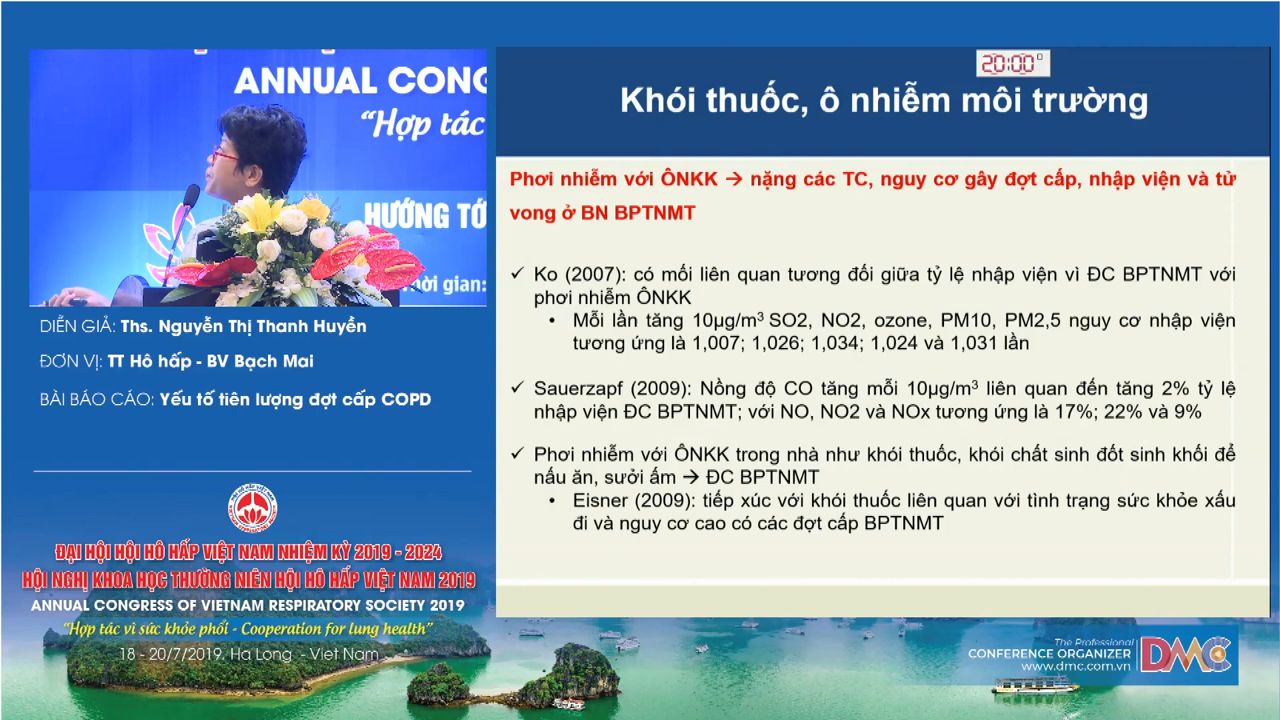 ANNUAL CONG
“Hợp tác
HƯỚNG TỚ
hời gian:
DIỄN GIẢ: Ths. Nguyễn Thị Thanh Huyền
ĐƠN VỊ: TT Hô hấp - BV Bạch Mai
BÀI BÁO CÁO: Yếu tố tiên lượng đợt cấp COPD
ĐẠI HỘI HỘI HÔ HẤP VIỆT NAM NHIỆM KỲ 2019 - 2024
HỘI NGHỊ KHOA HỌC THƯỜNG NIÊN HỘI HÔ HẤP VIỆT NAM 2019
ANNUAL CONGRESS OF VIETNAM RESPIRATORY SOCIETY 2019
“Hợp tác vì sức khỏe phổi - Cooperation for lung health”
18 - 20/7/2019. Ha Long - Viet Nam
20:00
Khói thuốc, ô nhiễm môi trường
Phơi nhiễm với ÔNKK → nặng các TC, nguy cơ gây đợt cấp, nhập viện và tử
vong ở BN BPTNMT
✓ Ko (2007): có mối liên quan tương đối giữa tỷ lệ nhập viện vì ĐC BPTNMT với
phơi nhiễm ÔNKK
• Mỗi lần tăng 10µg/m³ SO2, NO2, ozone, PM10, PM2,5 nguy cơ nhập viện
tương ứng là 1,007; 1,026; 1,034; 1,024 và 1,031 lần
✓ Sauerzapf (2009): Nồng độ CO tăng mỗi 10µg/m³ liên quan đến tăng 2% tỷ lệ
nhập viện ĐC BPTNMT; với NO, NO2 và NOx tương ứng là 17%; 22% và 9%
✓ Phơi nhiễm với ÔNKK trong nhà như khói thuốc, khói chất sinh đốt sinh khối để
nấu ăn, sưởi ấm → ĐC BPTNMT
• Eisner (2009): tiếp xúc với khói thuốc liên quan với tình trạng sức khỏe xấu
đi và nguy cơ cao có các đợt cấp BPTNMT
The Professional
CONFERENCE ORGANIZER
www.dmc.com.vn
DMC